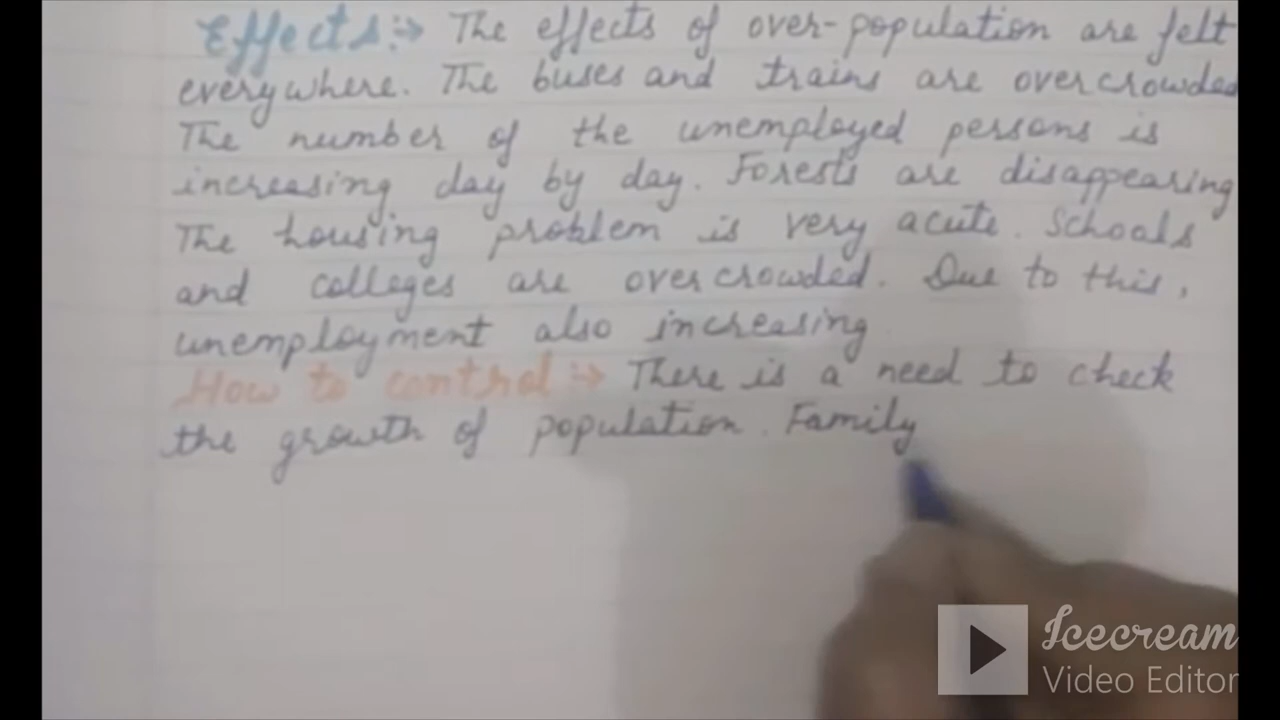 Effects:→ The effects of over-population are felt
everywhere. The buses and trains are overcrowded
The number of the unemployed persons is
increasing day by day. Forests are disappearing
The housing problem is very acute. Schools
and colleges are overcrowded. Due to this,
unemployment also increasing.
How to control:→ There is a need to check
the growth of population. Family
Icecream
Video Editor